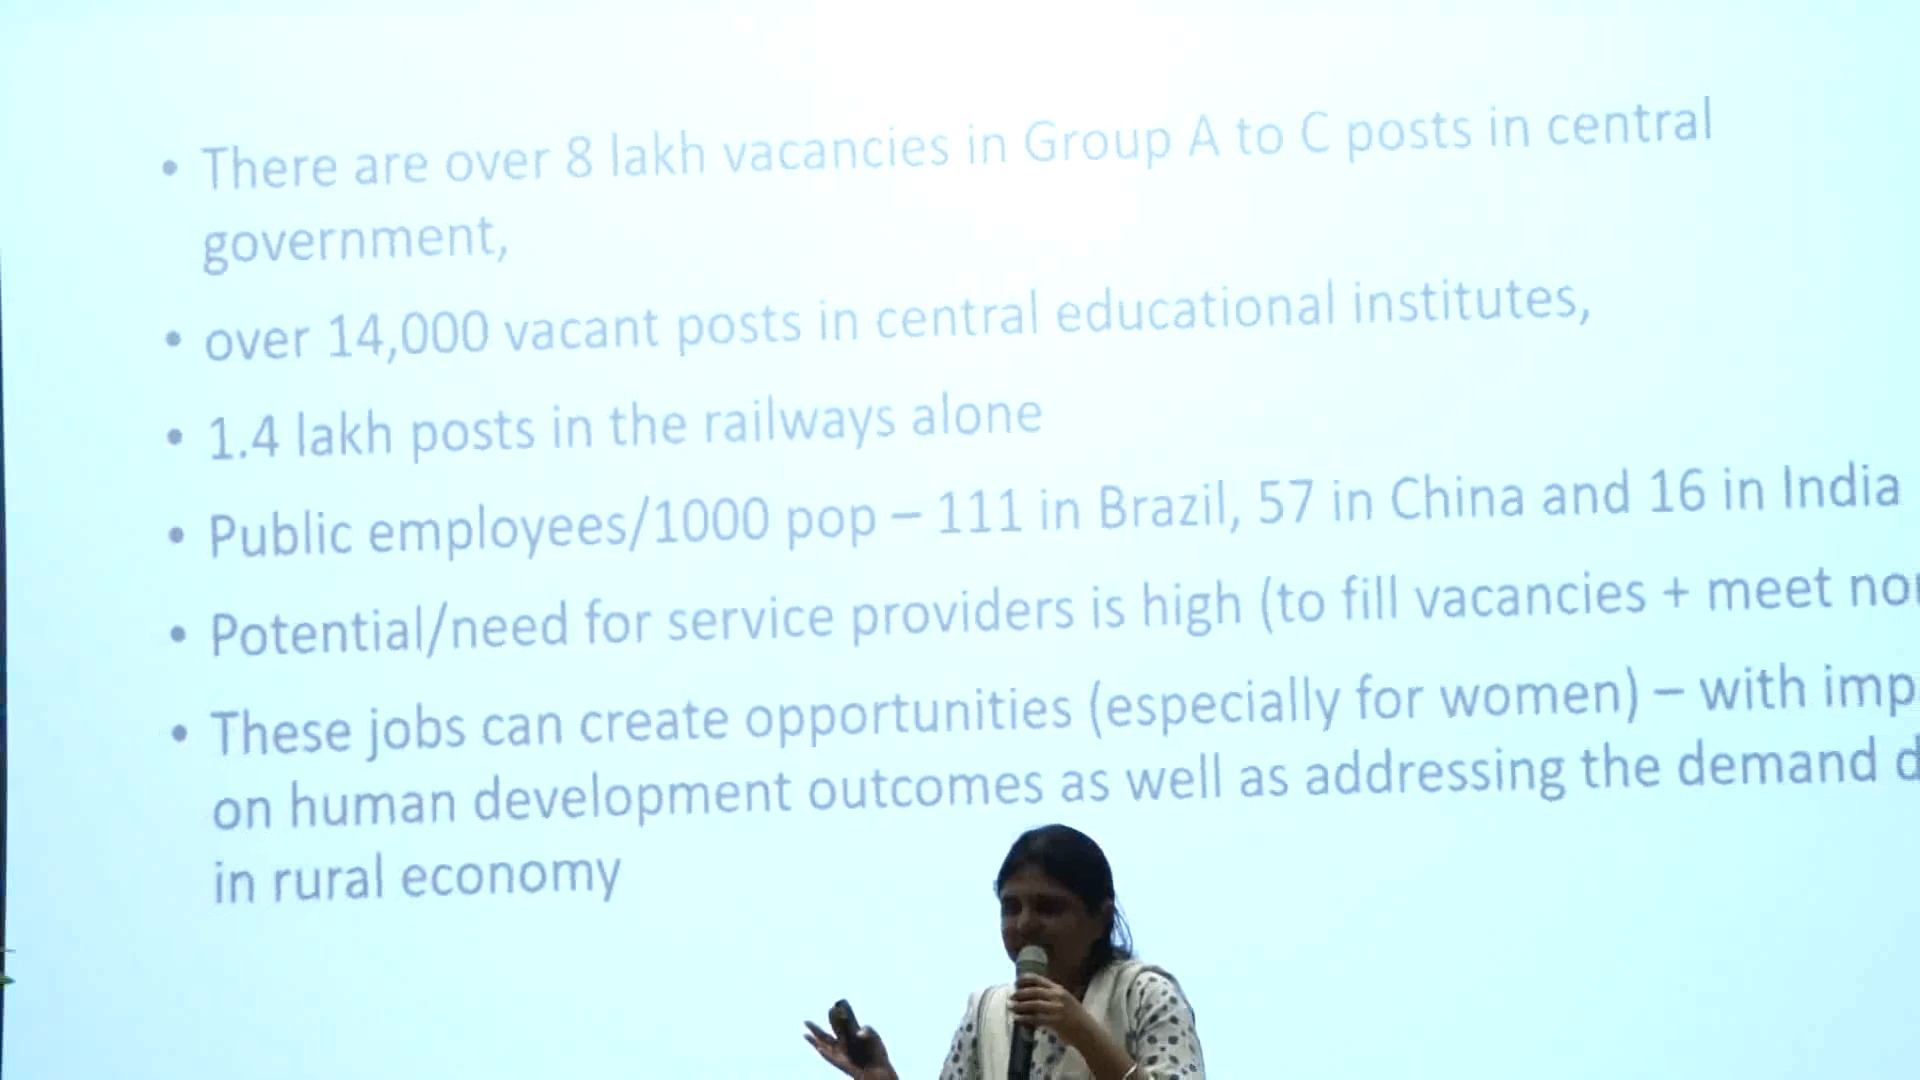 • There are over 8 lakh vacancies in Group A to C posts in central
government,
• over 14,000 vacant posts in central educational institutes,
• 1.4 lakh posts in the railways alone
• Public employees/1000 pop – 111 in Brazil, 57 in China and 16 in India
• Potential/need for service providers is high (to fill vacancies + meet
• These jobs can create opportunities (especially for women) – with
on human development outcomes as well as addressing the demand
in rural economy